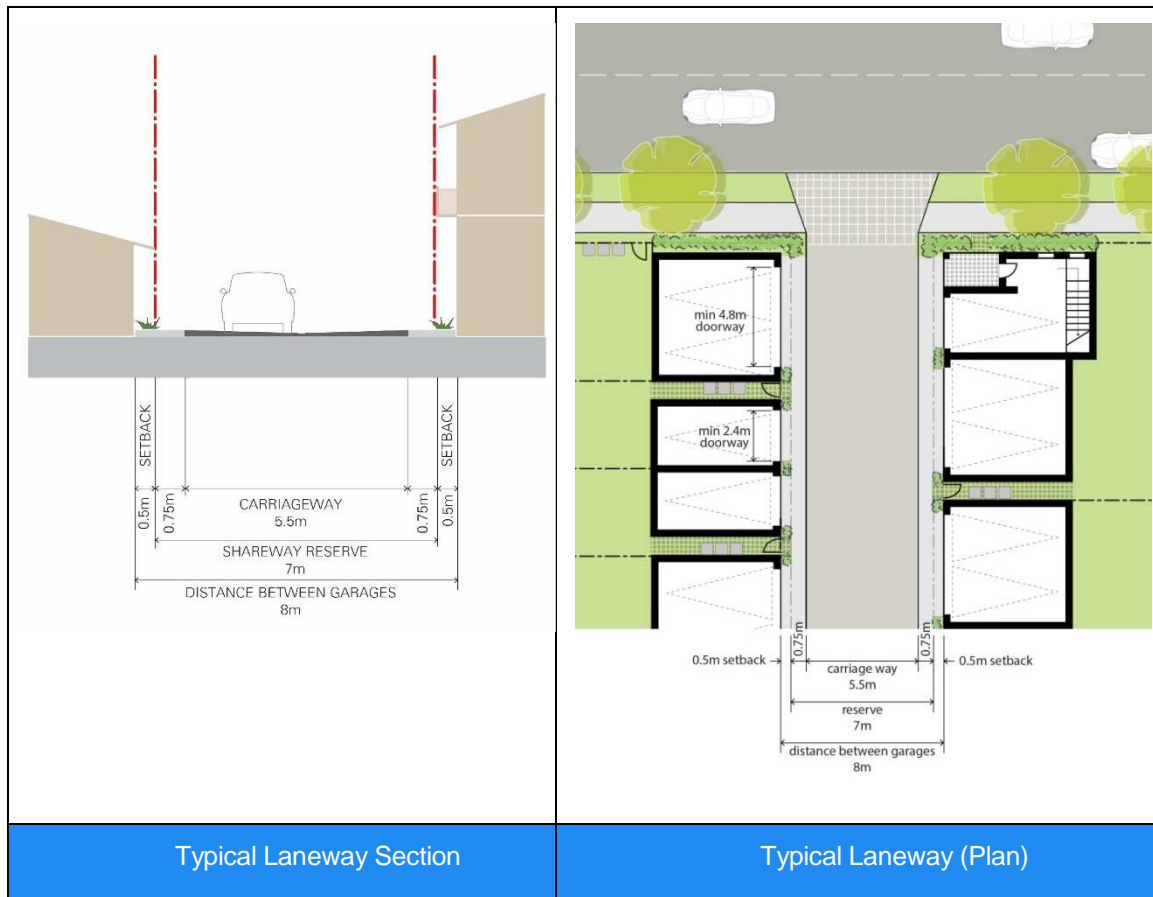 SETBACK
SETBACK
0.5m
0.75m
CARRIAGEWAY
5.5m
0.75m
0.5m
SHAREWAY RESERVE
7m
DISTANCE BETWEEN GARAGES
8m
Typical Laneway Section
min 4.8m
doorway
min 2.4m
doorway
0.75m
0.75m
0.5m setback
carriage way
5.5m
0.5m setback
reserve
7m
distance between garages
8m
Typical Laneway (Plan)